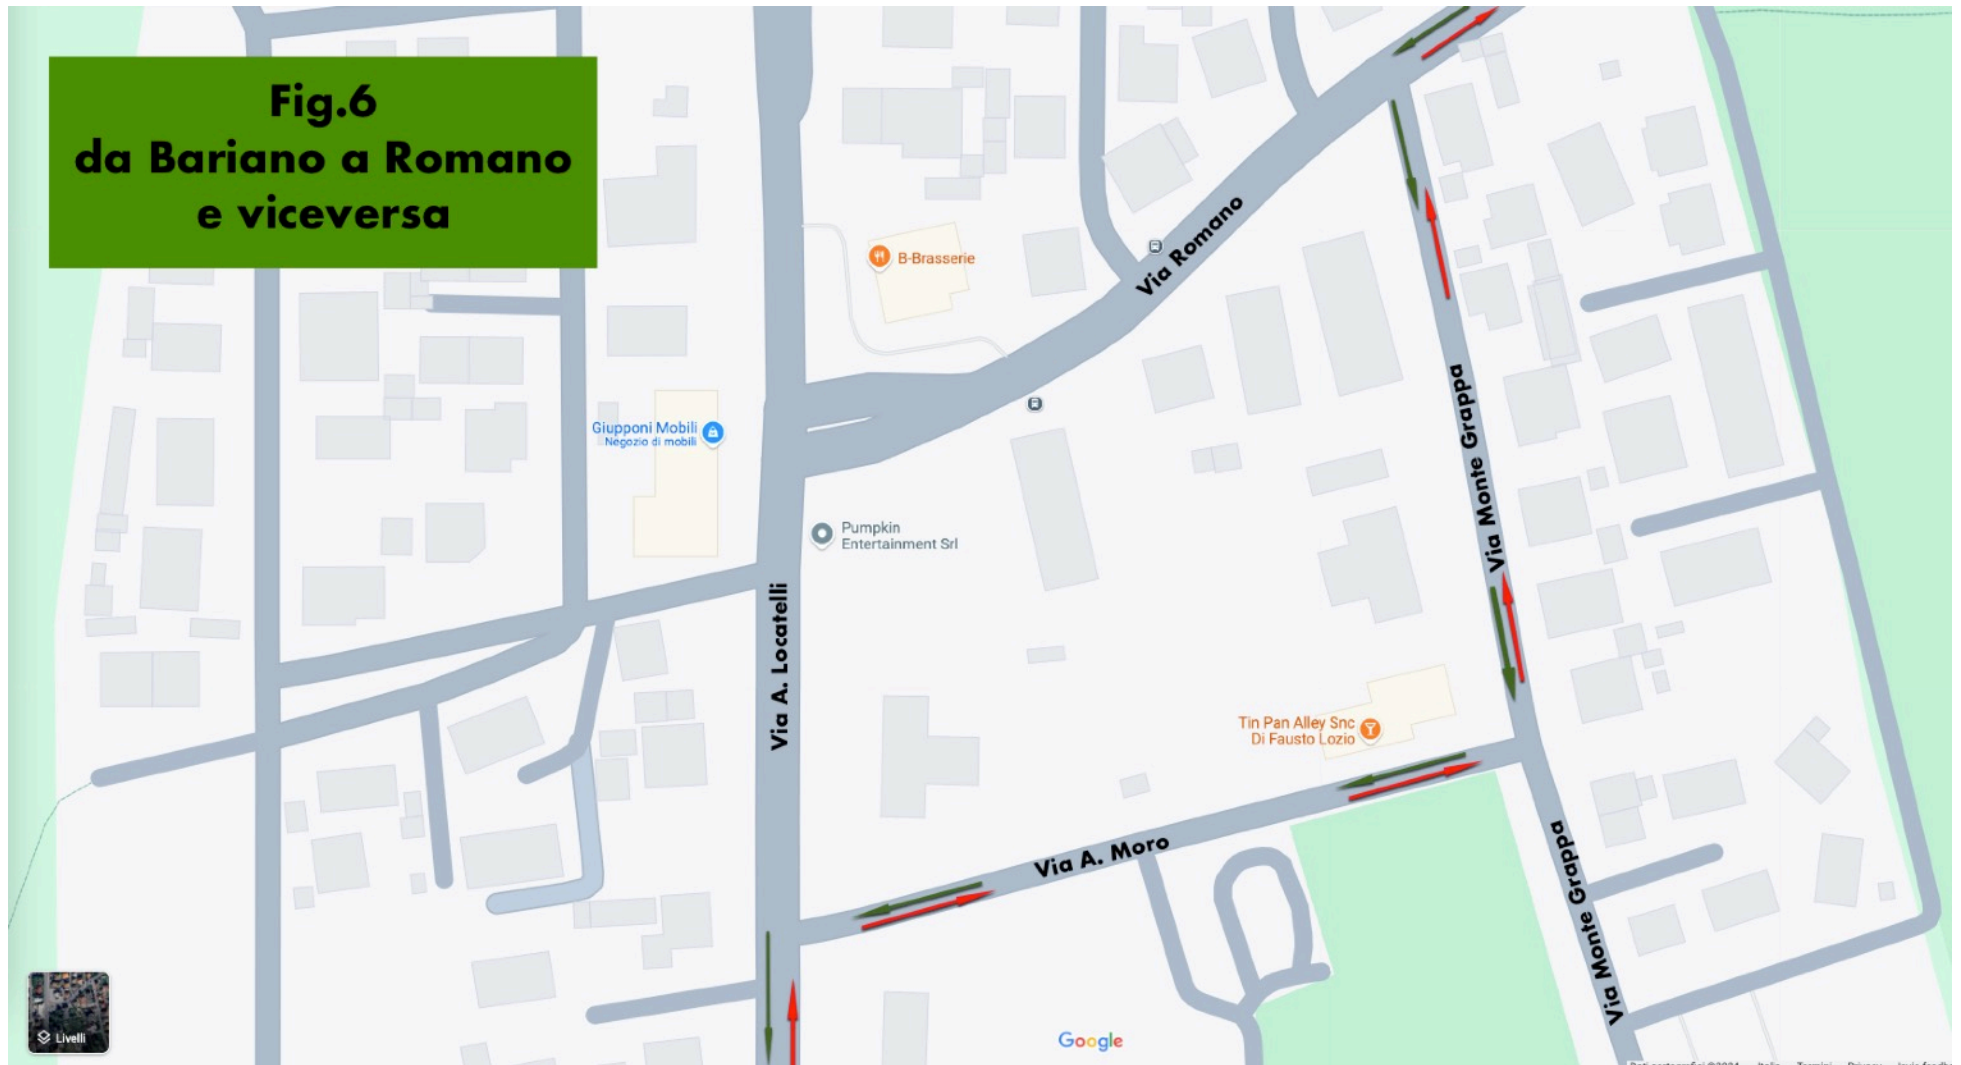 Fig.6
da Bariano a Romano
e viceversa
B-Brasserie
Via Romano
Giupponi Mobili
Negozio di mobili
Via Monte Grappa
Pumpkin
Entertainment Srl
Via A. Locatelli
Tin Pan Alley Snc
Di Fausto Lozio
Via A. Moro
Via Monte Grappa
Livelli
Google